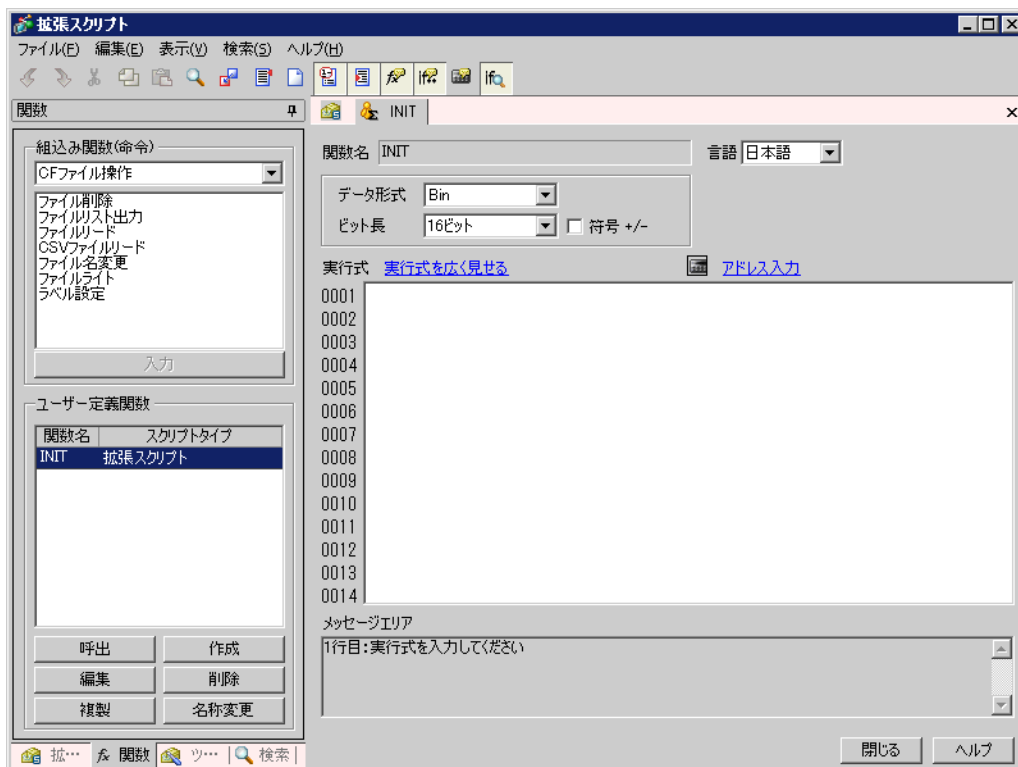 拡張スクリプト
ファイル(F) 編集(E) 表示(V) 検索(S) ヘルプ(H)
関数
INIT
組込み関数(命令)
CFファイル操作
ファイル削除
ファイルリスト出力
ファイルリード
CSVファイルリード
ファイル名変更
ファイルライト
ラベル設定
入力
ユーザー定義関数
関数名 スクリプトタイプ
INIT 拡張スクリプト
呼出 作成
編集 削除
複製 名称変更
拡… fx 関数 ツ… 検索
関数名 INIT 言語 日本語
データ形式 Bin
ビット長 16ビット 符号 +/-
実行式 実行式を広く見せる アドレス入力
0001
0002
0003
0004
0005
0006
0007
0008
0009
0010
0011
0012
0013
0014
メッセージエリア
1行目:実行式を入力してください
閉じる ヘルプ